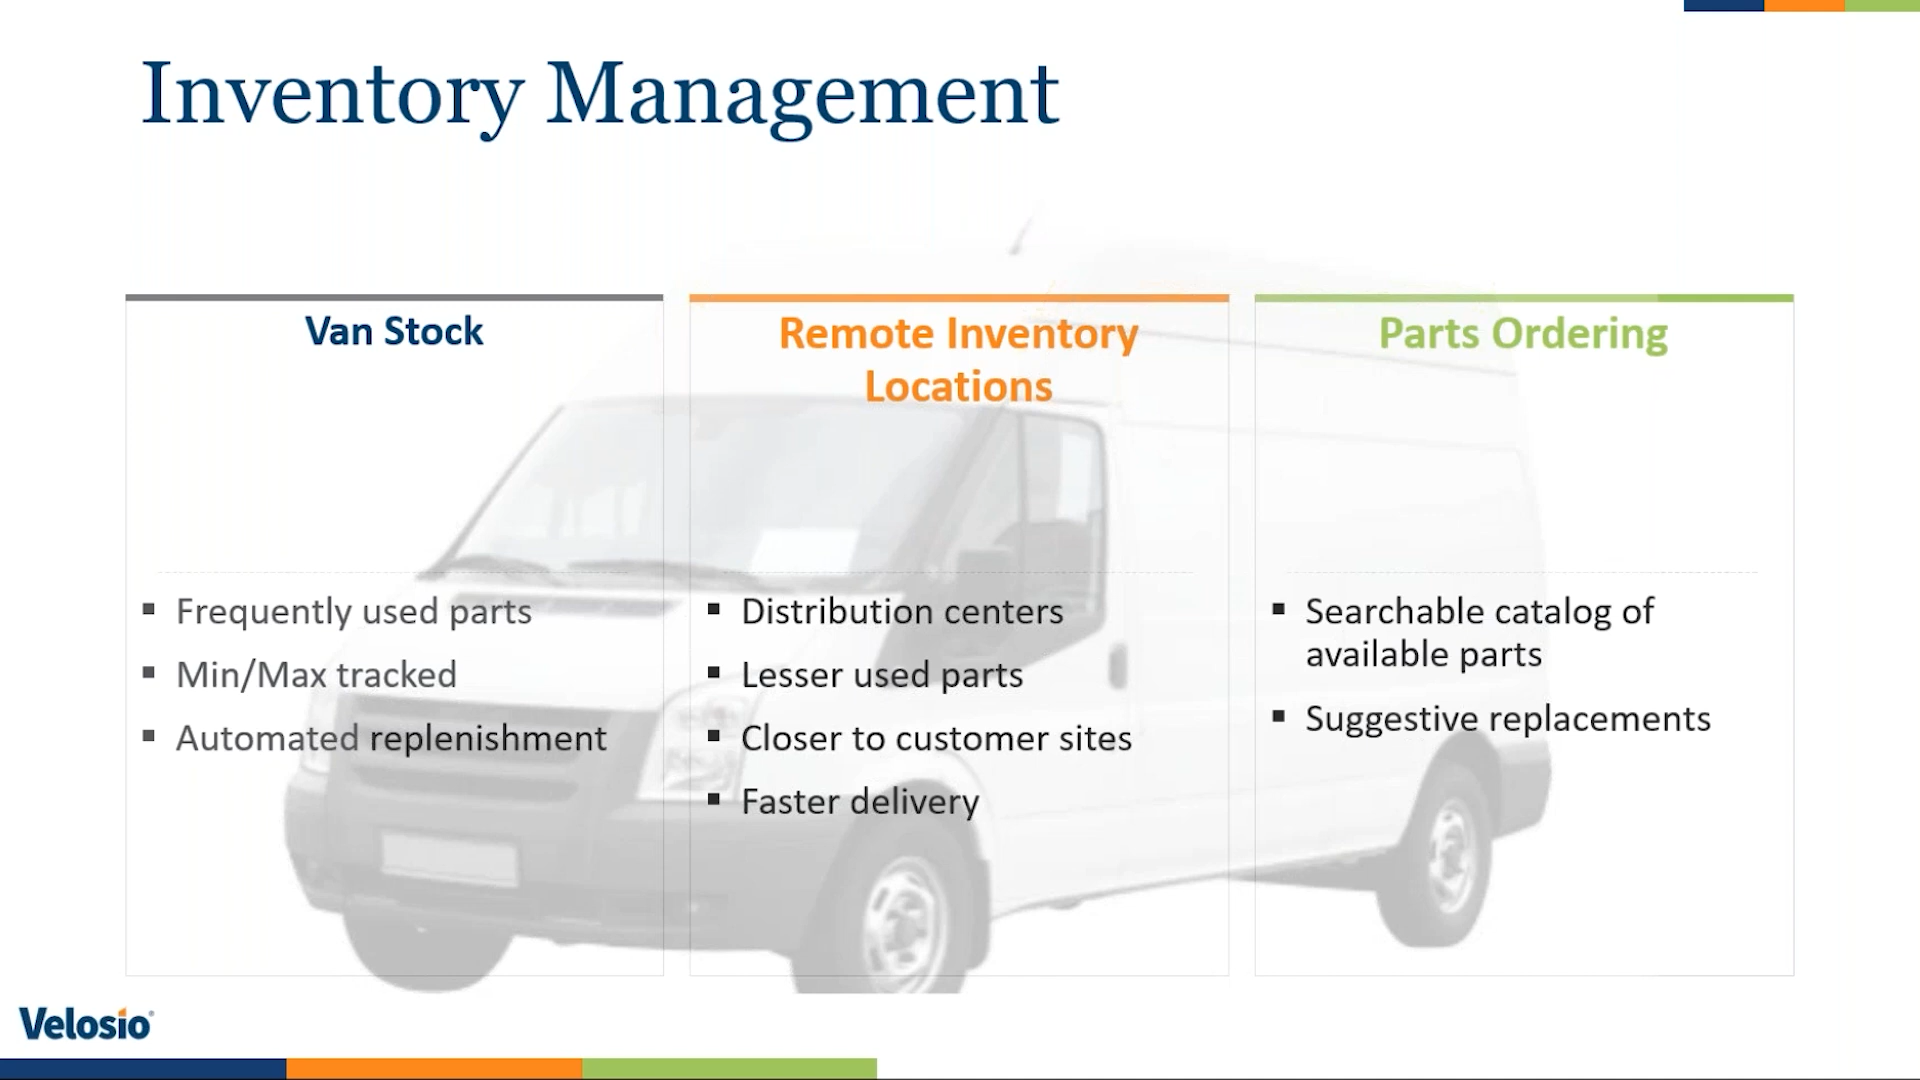 Inventory Management
Van Stock
Frequently used parts
Min/Max tracked
Automated replenishment
Remote Inventory
Locations
Distribution centers
Lesser used parts
Closer to customer sites
Faster delivery
Parts Ordering
Searchable catalog of
available parts
Suggestive replacements
Velosio